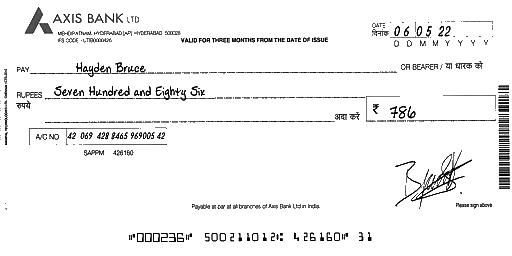 AXIS BANK LTD
MEHDIPATNAM, HYDERABAD [AP] HYDERABAD 500028
IFS CODE - UTIB0000426
VALID FOR THREE MONTHS FROM THE DATE OF ISSUE
DATE
दिनांक 06 05 22
D D M M Y Y Y Y
PAY Hayden Bruce OR BEARER / या धारक को
RUPEES Seven Hundred and Eighty Six
रुपये अदा करें ₹ 786
A/C NO 42 069 428 8465 969005 42
SAPPM 426160
Payable at par at all branches of Axis Bank Ltd in India.
Please sign above
⑈000236⑈ 500211012⑆ 426160⑈ 31